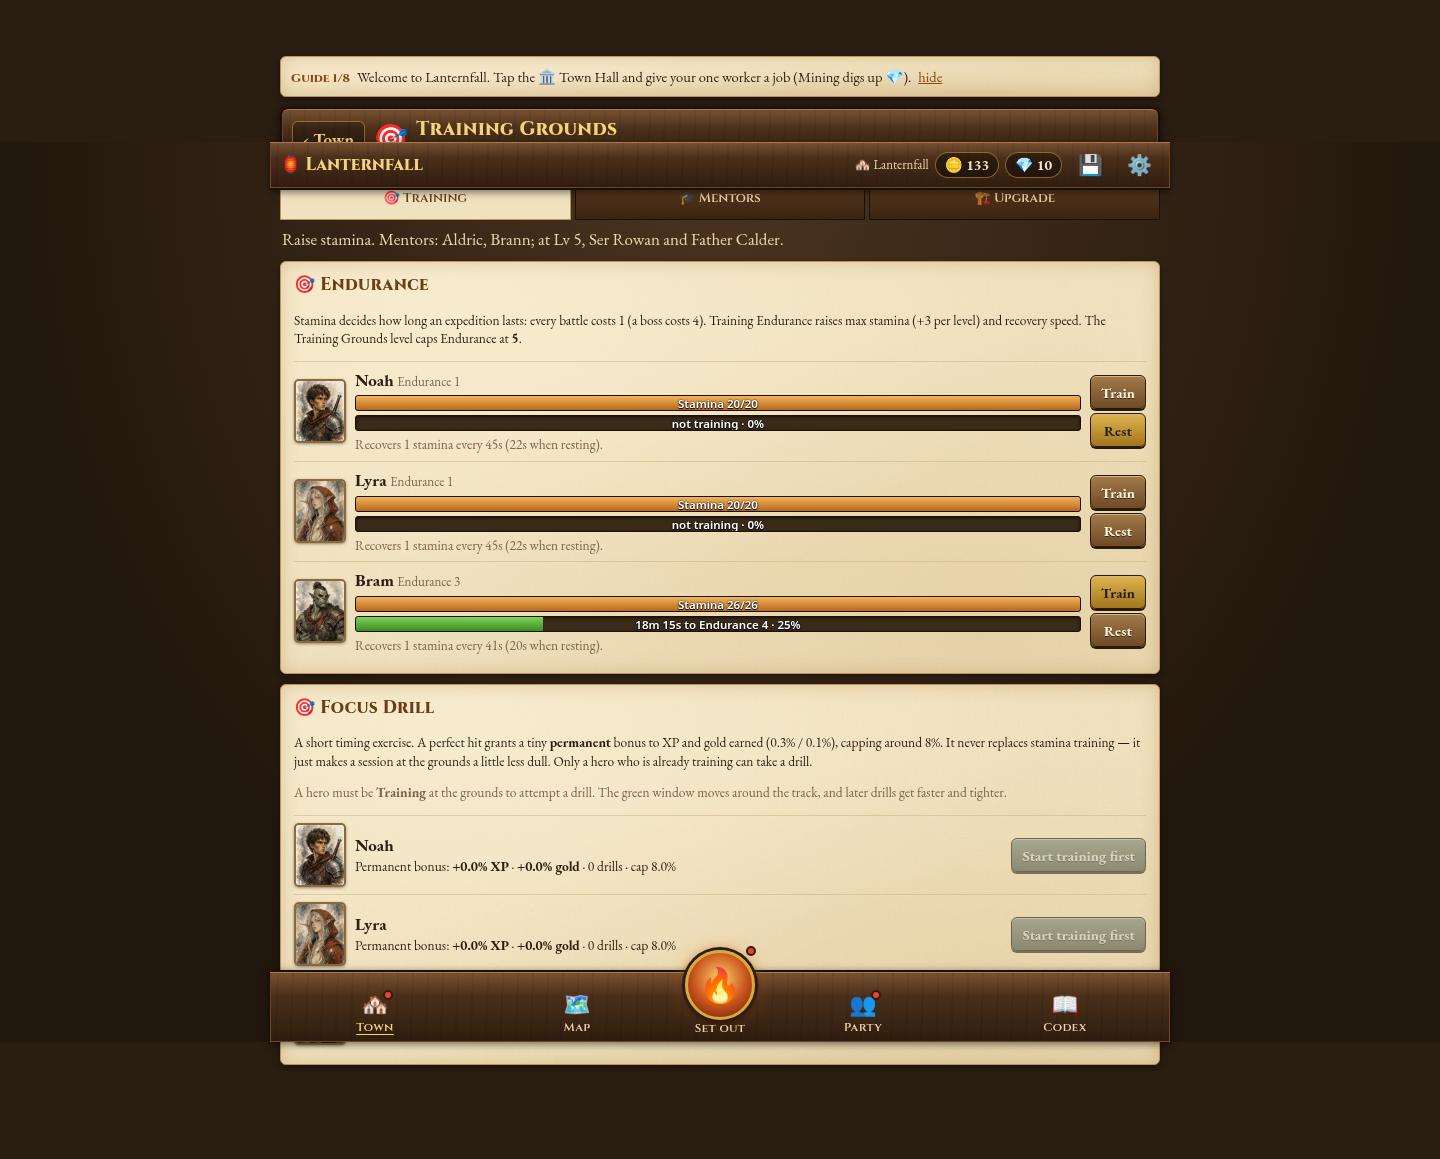 Guide 1/8 Welcome to Lanternfall. Tap the 🏛️ Town Hall and give your one worker a job (Mining digs up 💎). hide
‹ Town
Training Grounds
Lanternfall
Lanternfall 133 10
Training
Mentors
Upgrade
Raise stamina. Mentors: Aldric, Brann; at Lv 5, Ser Rowan and Father Calder.
Endurance
Stamina decides how long an expedition lasts: every battle costs 1 (a boss costs 4). Training Endurance raises max stamina (+3 per level) and recovery speed. The
Training Grounds level caps Endurance at 5.
Noah Endurance 1
Stamina 20/20
not training · 0%
Recovers 1 stamina every 45s (22s when resting).
Train
Rest
Lyra Endurance 1
Stamina 20/20
not training · 0%
Recovers 1 stamina every 45s (22s when resting).
Train
Rest
Bram Endurance 3
Stamina 26/26
18m 15s to Endurance 4 · 25%
Recovers 1 stamina every 41s (20s when resting).
Train
Rest
Focus Drill
A short timing exercise. A perfect hit grants a tiny permanent bonus to XP and gold earned (0.3% / 0.1%), capping around 8%. It never replaces stamina training — it
just makes a session at the grounds a little less dull. Only a hero who is already training can take a drill.
A hero must be Training at the grounds to attempt a drill. The green window moves around the track, and later drills get faster and tighter.
Noah
Permanent bonus: +0.0% XP · +0.0% gold · 0 drills · cap 8.0%
Start training first
Lyra
Permanent bonus: +0.0% XP · +0.0% gold · 0 drills · cap 8.0%
Start training first
Town
Map
Set out
Party
Codex